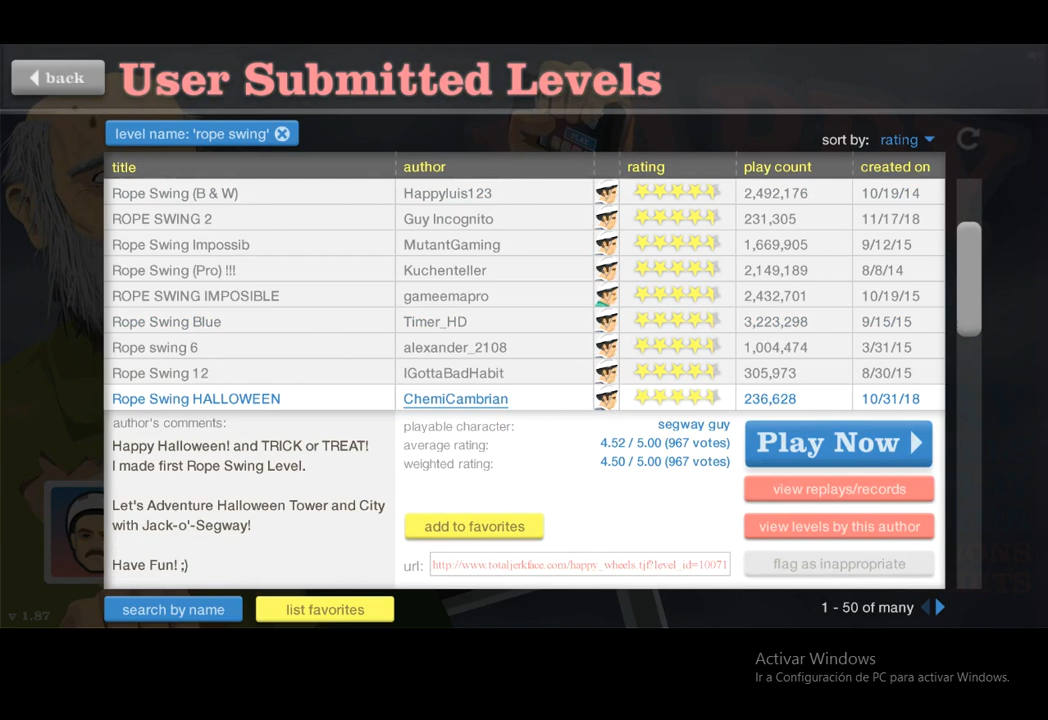 back
User Submitted Levels
level name: 'rope swing'
sort by: rating
title author rating play count created on
Rope Swing (B & W) Happyluis123 2,492,176 10/19/14
ROPE SWING 2 Guy Incognito 231,305 11/17/18
Rope Swing Impossib MutantGaming 1,669,905 9/12/15
Rope Swing (Pro) !!! Kuchenteller 2,149,189 8/8/14
ROPE SWING IMPOSIBLE gameemapro 2,432,701 10/19/15
Rope Swing Blue Timer_HD 3,223,298 9/15/15
Rope swing 6 alexander_2108 1,004,474 3/31/15
Rope Swing 12 IGottaBadHabit 305,973 8/30/15
Rope Swing HALLOWEEN ChemiCambrian 236,628 10/31/18
author's comments:
Happy Halloween! and TRICK or TREAT!
I made first Rope Swing Level.
Let's Adventure Halloween Tower and City
with Jack-o'-Segway!
Have Fun! ;)
playable character: segway guy
average rating: 4.52 / 5.00 (967 votes)
weighted rating: 4.50 / 5.00 (967 votes)
add to favorites
url: http://www.totaljerkface.com/happy_wheels.tjf?level_id=10071
Play Now
view replays/records
view levels by this author
flag as inappropriate
search by name
list favorites
1 - 50 of many
1.87
Activar Windows
Ir a Configuración de PC para activar Windows.